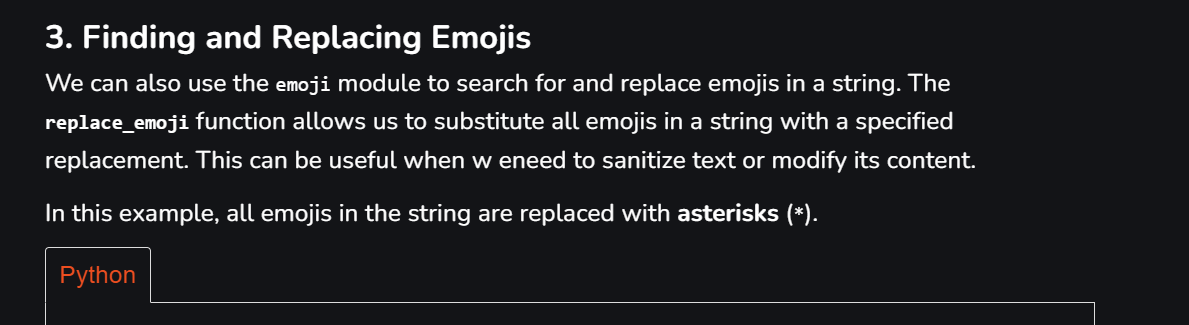 3. Finding and Replacing Emojis
We can also use the emoji module to search for and replace emojis in a string. The
replace_emoji function allows us to substitute all emojis in a string with a specified
replacement. This can be useful when w eneed to sanitize text or modify its content.
In this example, all emojis in the string are replaced with asterisks (*).
Python